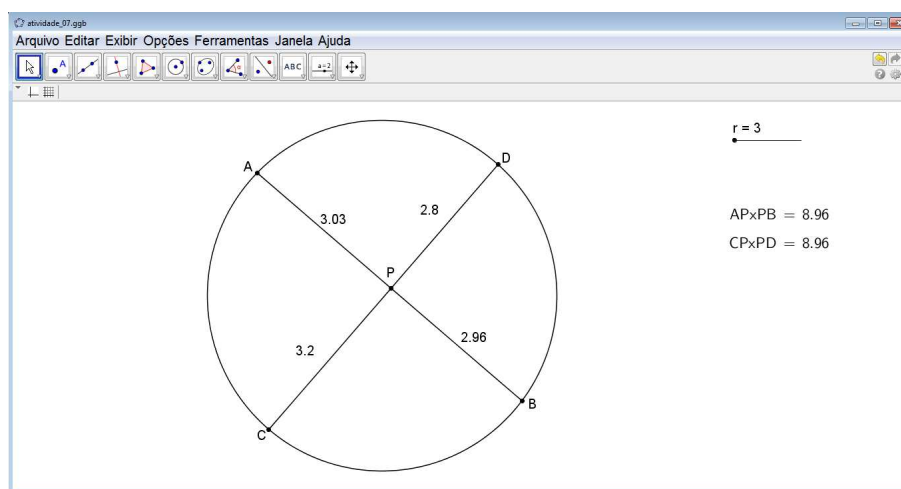 atividade_07.ggb
Arquivo Editar Exibir Opções Ferramentas Janela Ajuda
A
ABC
a=2
r = 3
A
D
3.03
2.8
APxPB = 8.96
CPxPD = 8.96
P
3.2
2.96
B
C